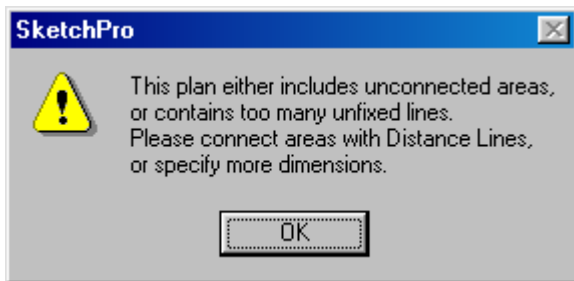 SketchPro
This plan either includes unconnected areas,
or contains too many unfixed lines.
Please connect areas with Distance Lines,
or specify more dimensions.
OK